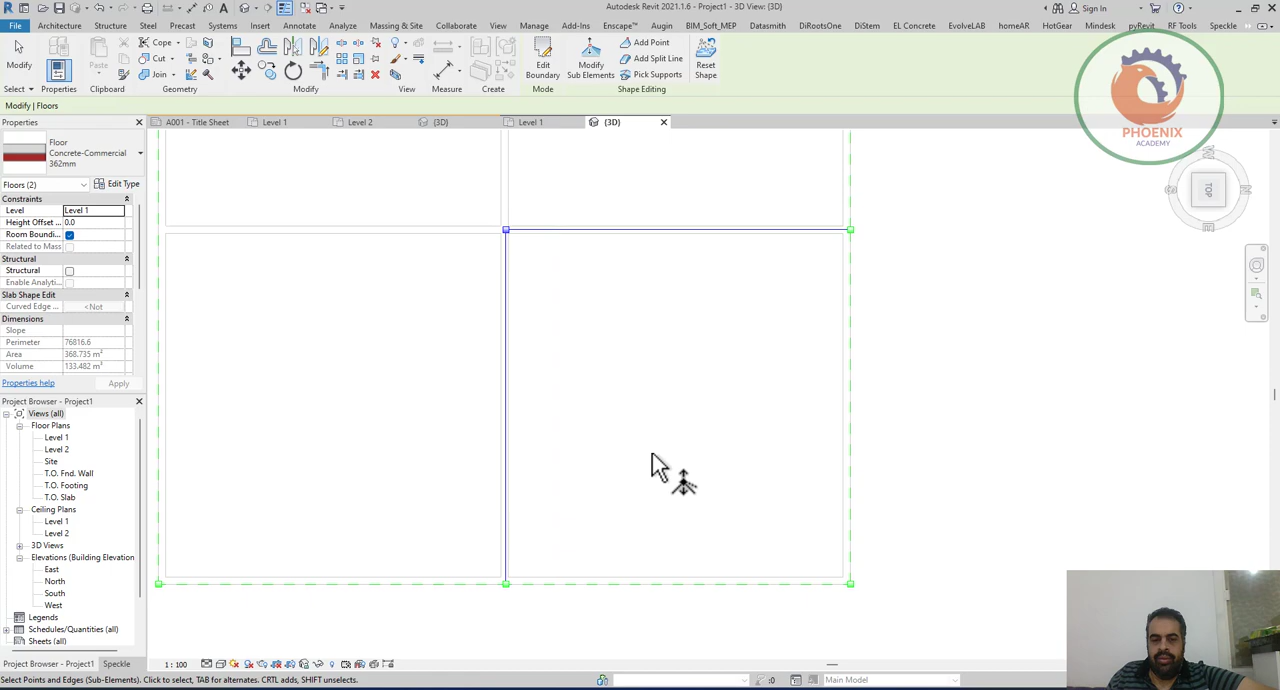 Autodesk Revit 2021.1.6 - Project1 - 3D View: {3D}
Sign In
File Architecture Structure Steel Precast Systems Insert Annotate Analyze Massing & Site Collaborate View Manage Add-Ins Enscape™ Augin BIM_Soft_MEP Datasmith DiRootsOne DiStem EL Concrete EvolveLAB homeAR HotGear Mindesk pyRevit RF Tools Speckle
Modify
Paste
Cope
Cut
Join
Edit
Boundary
Modify
Sub Elements
Add Point
Add Split Line
Pick Supports
Reset
Shape
Select Properties Clipboard Geometry Modify View Measure Create Mode Shape Editing
Modify | Floors
PHOENIX
ACADEMY
Properties
A001 - Title Sheet Level 1 Level 2 {3D} Level 1 {3D}
Floor
Concrete-Commercial
362mm
Floors (2) Edit Type
Constraints
Level Level 1
Height Offset ... 0.0
Room Boundi...
Related to Mass
Structural
Structural
Enable Analyti...
Slab Shape Edit
Curved Edge ... <Not
Dimensions
Slope
Perimeter 76816.6
Area 368.735 m²
Volume 133.482 m³
Properties help Apply
TOP
W
N
E
S
Project Browser - Project1
Views (all)
Floor Plans
Level 1
Level 2
Site
T.O. Fnd. Wall
T.O. Footing
T.O. Slab
Ceiling Plans
Level 1
Level 2
3D Views
Elevations (Building Elevation
East
North
South
West
Legends
Schedules/Quantities (all)
Sheets (all)
Project Browser - Project1 Speckle
1 : 100
Select Points and Edges (Sub-Elements). Click to select, TAB for alternates. CRTL adds, SHIFT unselects.
:0
Main Model